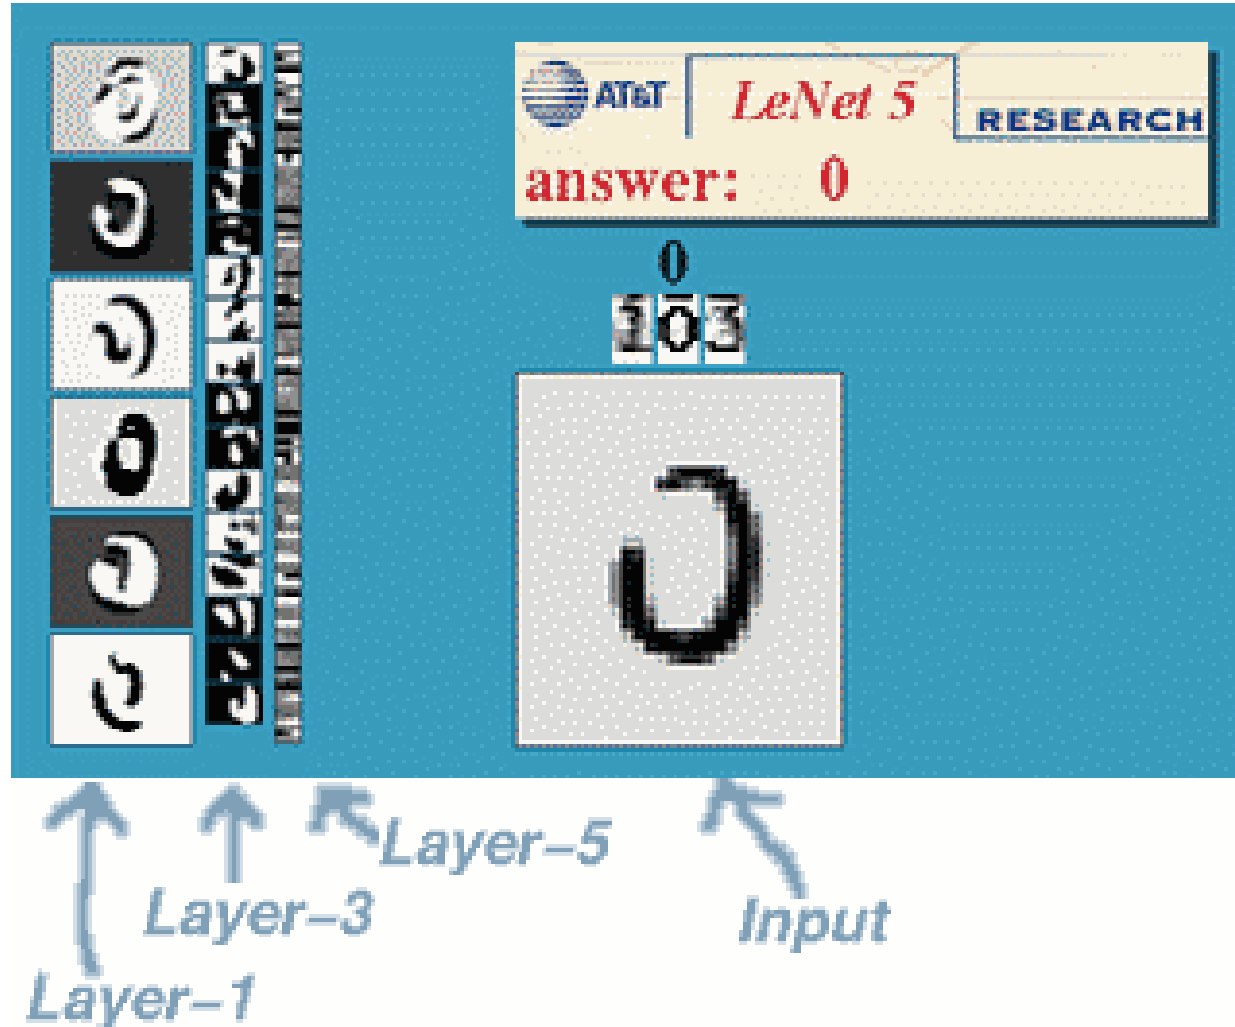 AT&T LeNet 5 RESEARCH
answer: 0
0
103
Layer-5
Layer-3
Input
Layer-1